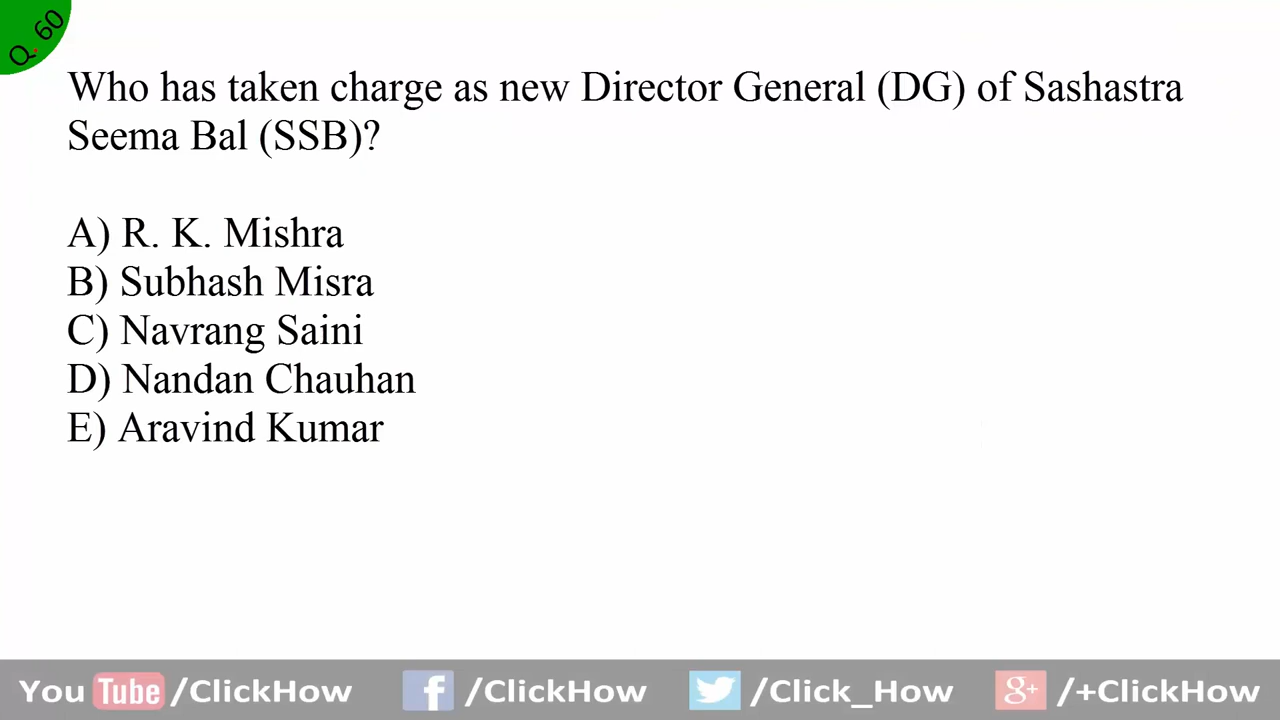 Q. 60
Who has taken charge as new Director General (DG) of Sashastra
Seema Bal (SSB)?
A) R. K. Mishra
B) Subhash Misra
C) Navrang Saini
D) Nandan Chauhan
E) Aravind Kumar
You Tube /ClickHow f /ClickHow /Click_How g+ /+ClickHow